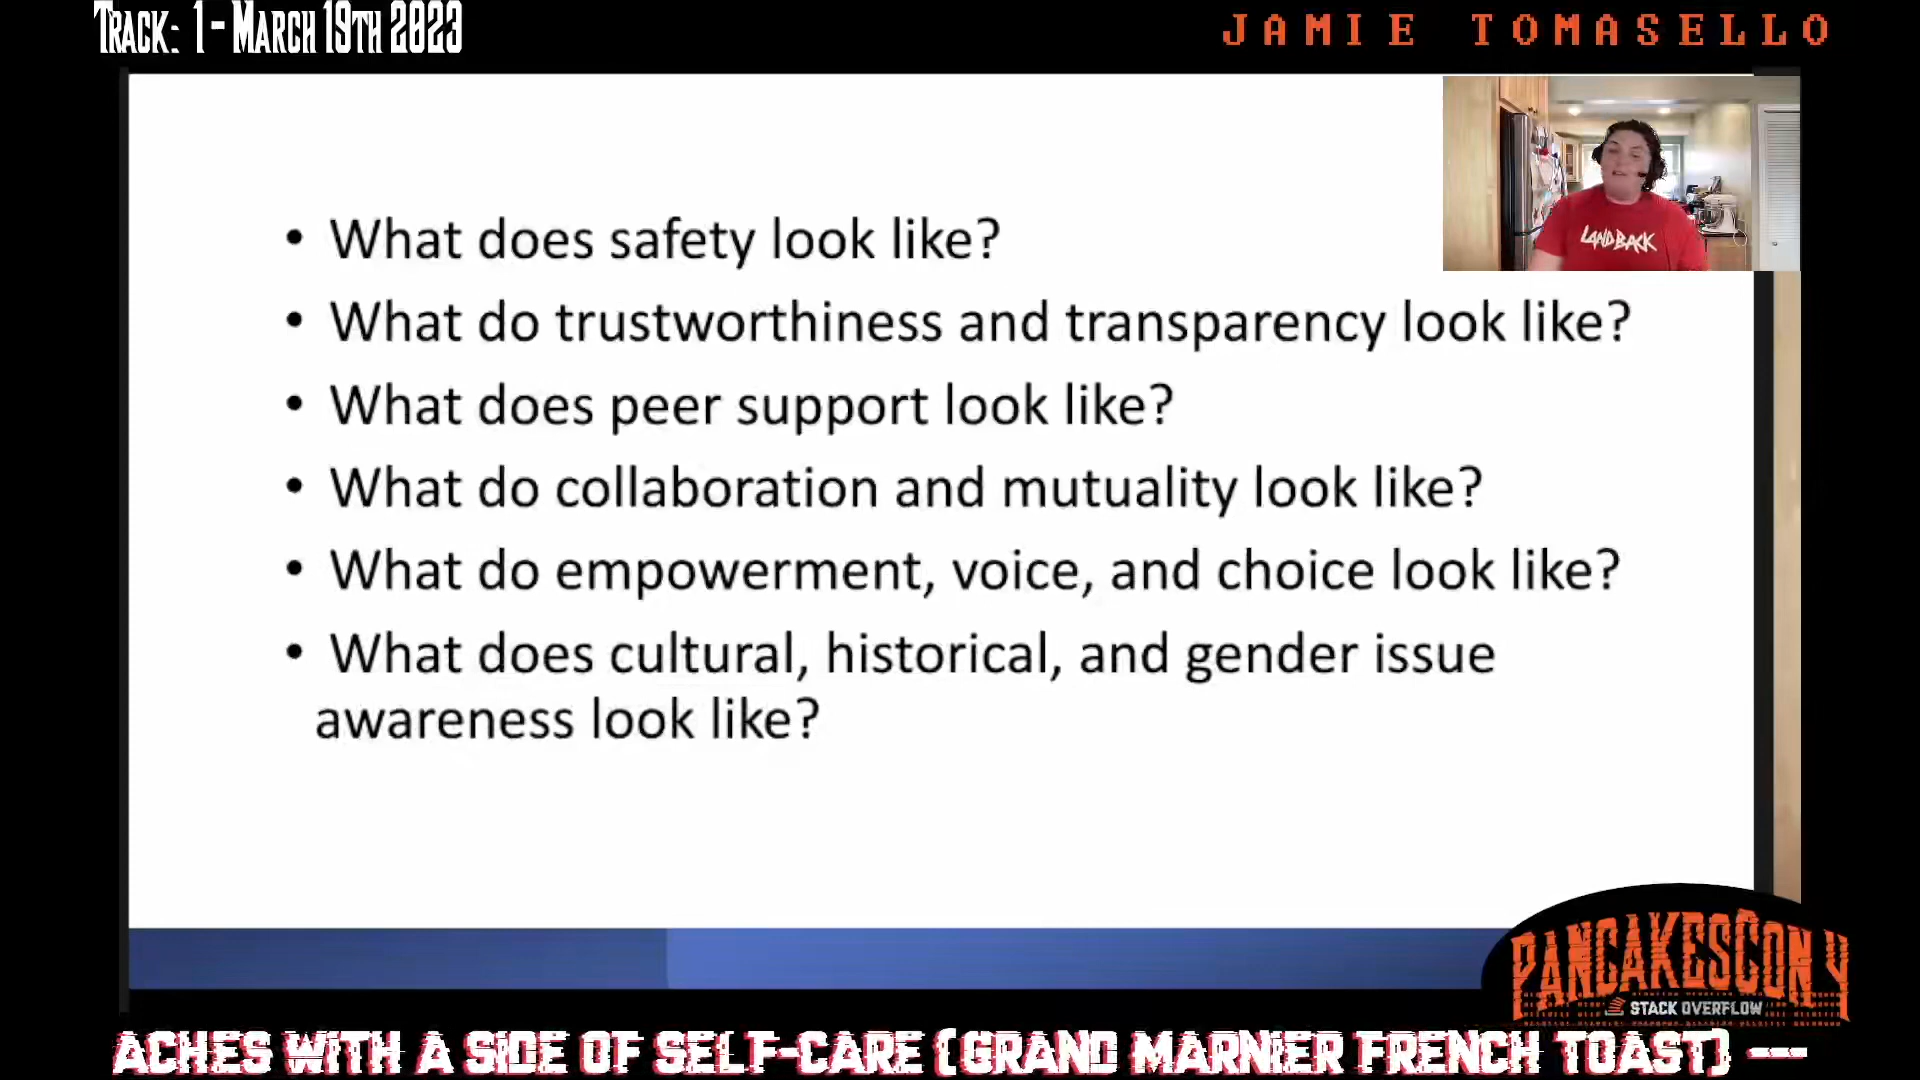 TRACK: 1 - MARCH 19TH 2023
JAMIE TOMASELLO
LANDBACK
• What does safety look like?
• What do trustworthiness and transparency look like?
• What does peer support look like?
• What do collaboration and mutuality look like?
• What do empowerment, voice, and choice look like?
• What does cultural, historical, and gender issue
awareness look like?
PANCAKESCON 4
STACK OVERFLOW
ACHES WITH A SIDE OF SELF-CARE (GRAND MARNIER FRENCH TOAST) ---